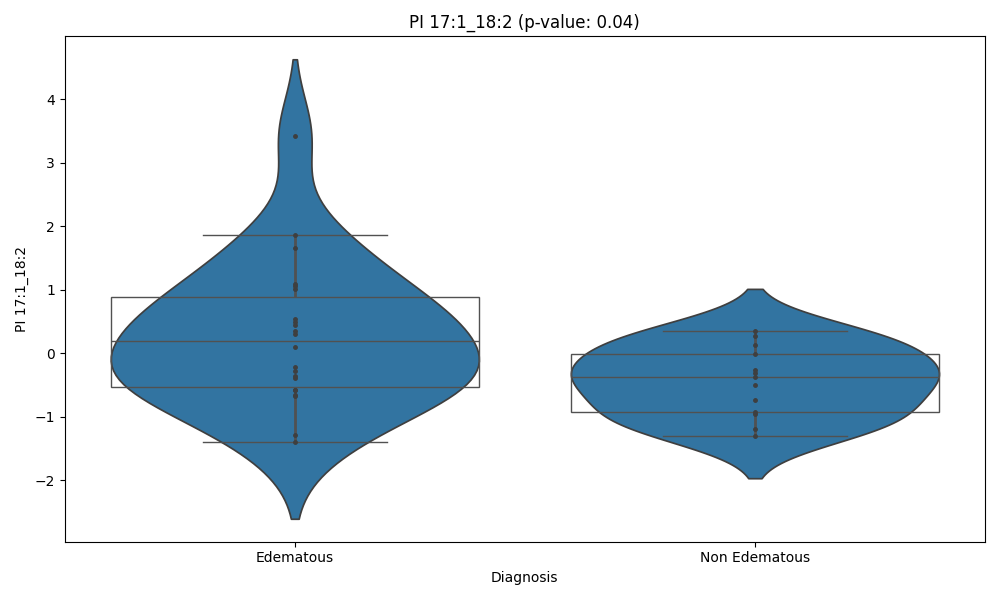 PI 17:1_18:2 (p-value: 0.04)
PI 17:1_18:2
4
3
2
1
0
−1
−2
Edematous
Non Edematous
Diagnosis